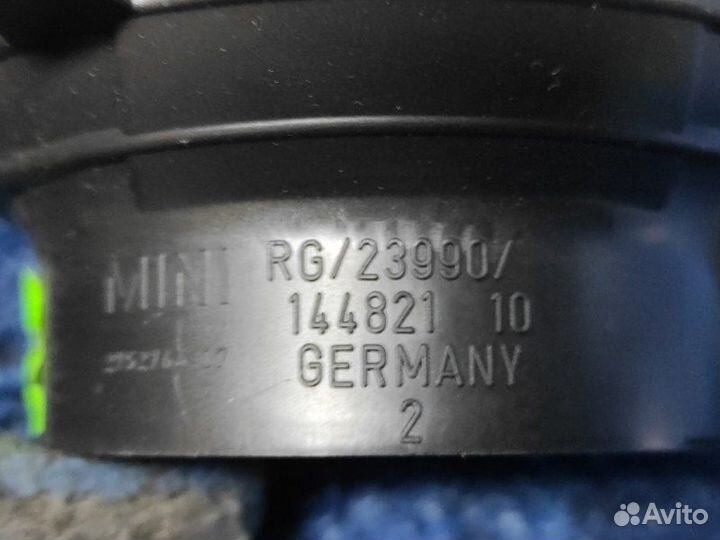 MINI
RG/23990/
144821 10
GERMANY
2
Avito